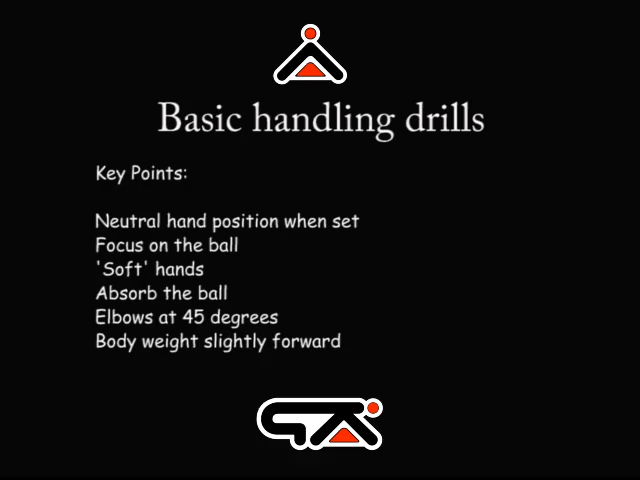 Basic handling drills
Key Points:
Neutral hand position when set
Focus on the ball
'Soft' hands
Absorb the ball
Elbows at 45 degrees
Body weight slightly forward